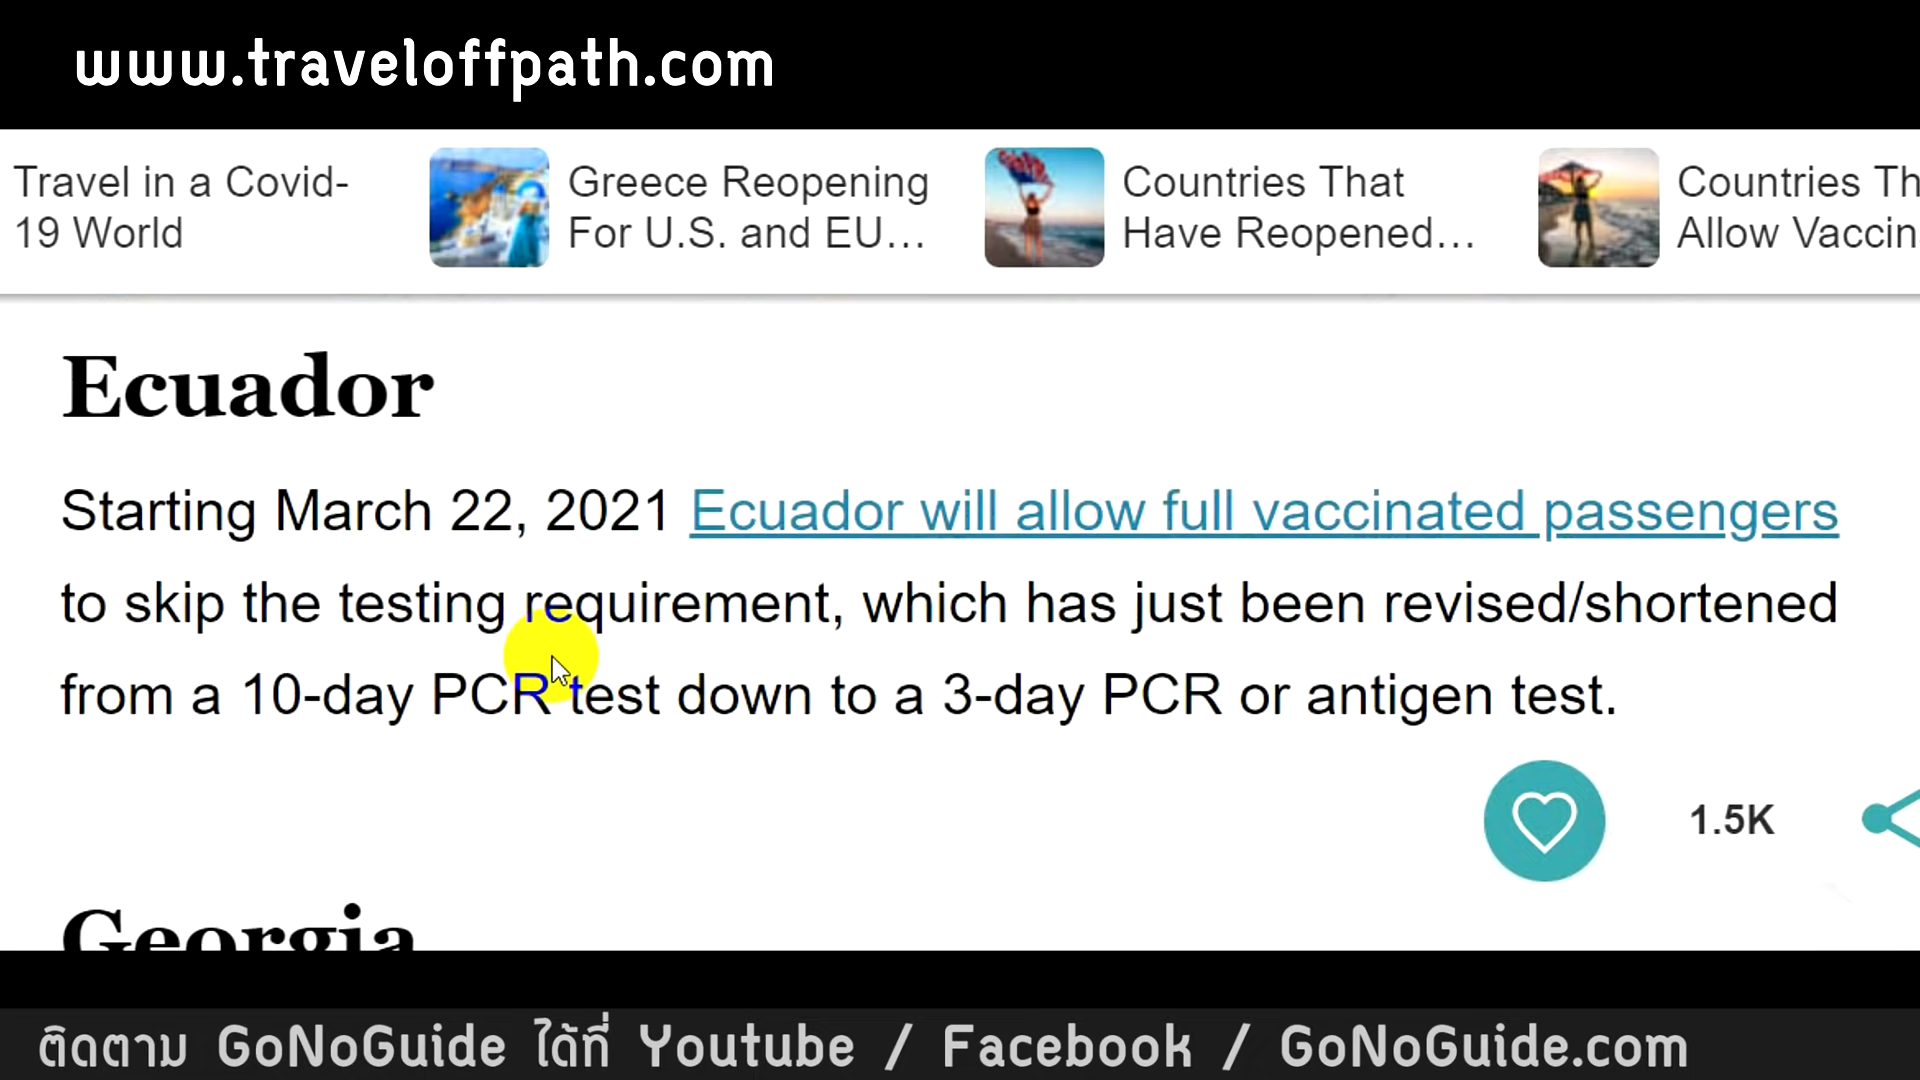 www.traveloffpath.com
Travel in a Covid-
19 World
Greece Reopening
For U.S. and EU...
Countries That
Have Reopened...
Countries Th
Allow Vaccin
Ecuador
Starting March 22, 2021 Ecuador will allow full vaccinated passengers
to skip the testing requirement, which has just been revised/shortened
from a 10-day PCR test down to a 3-day PCR or antigen test.
1.5K
Georgia
ติดตาม GoNoGuide ได้ที่ Youtube / Facebook / GoNoGuide.com